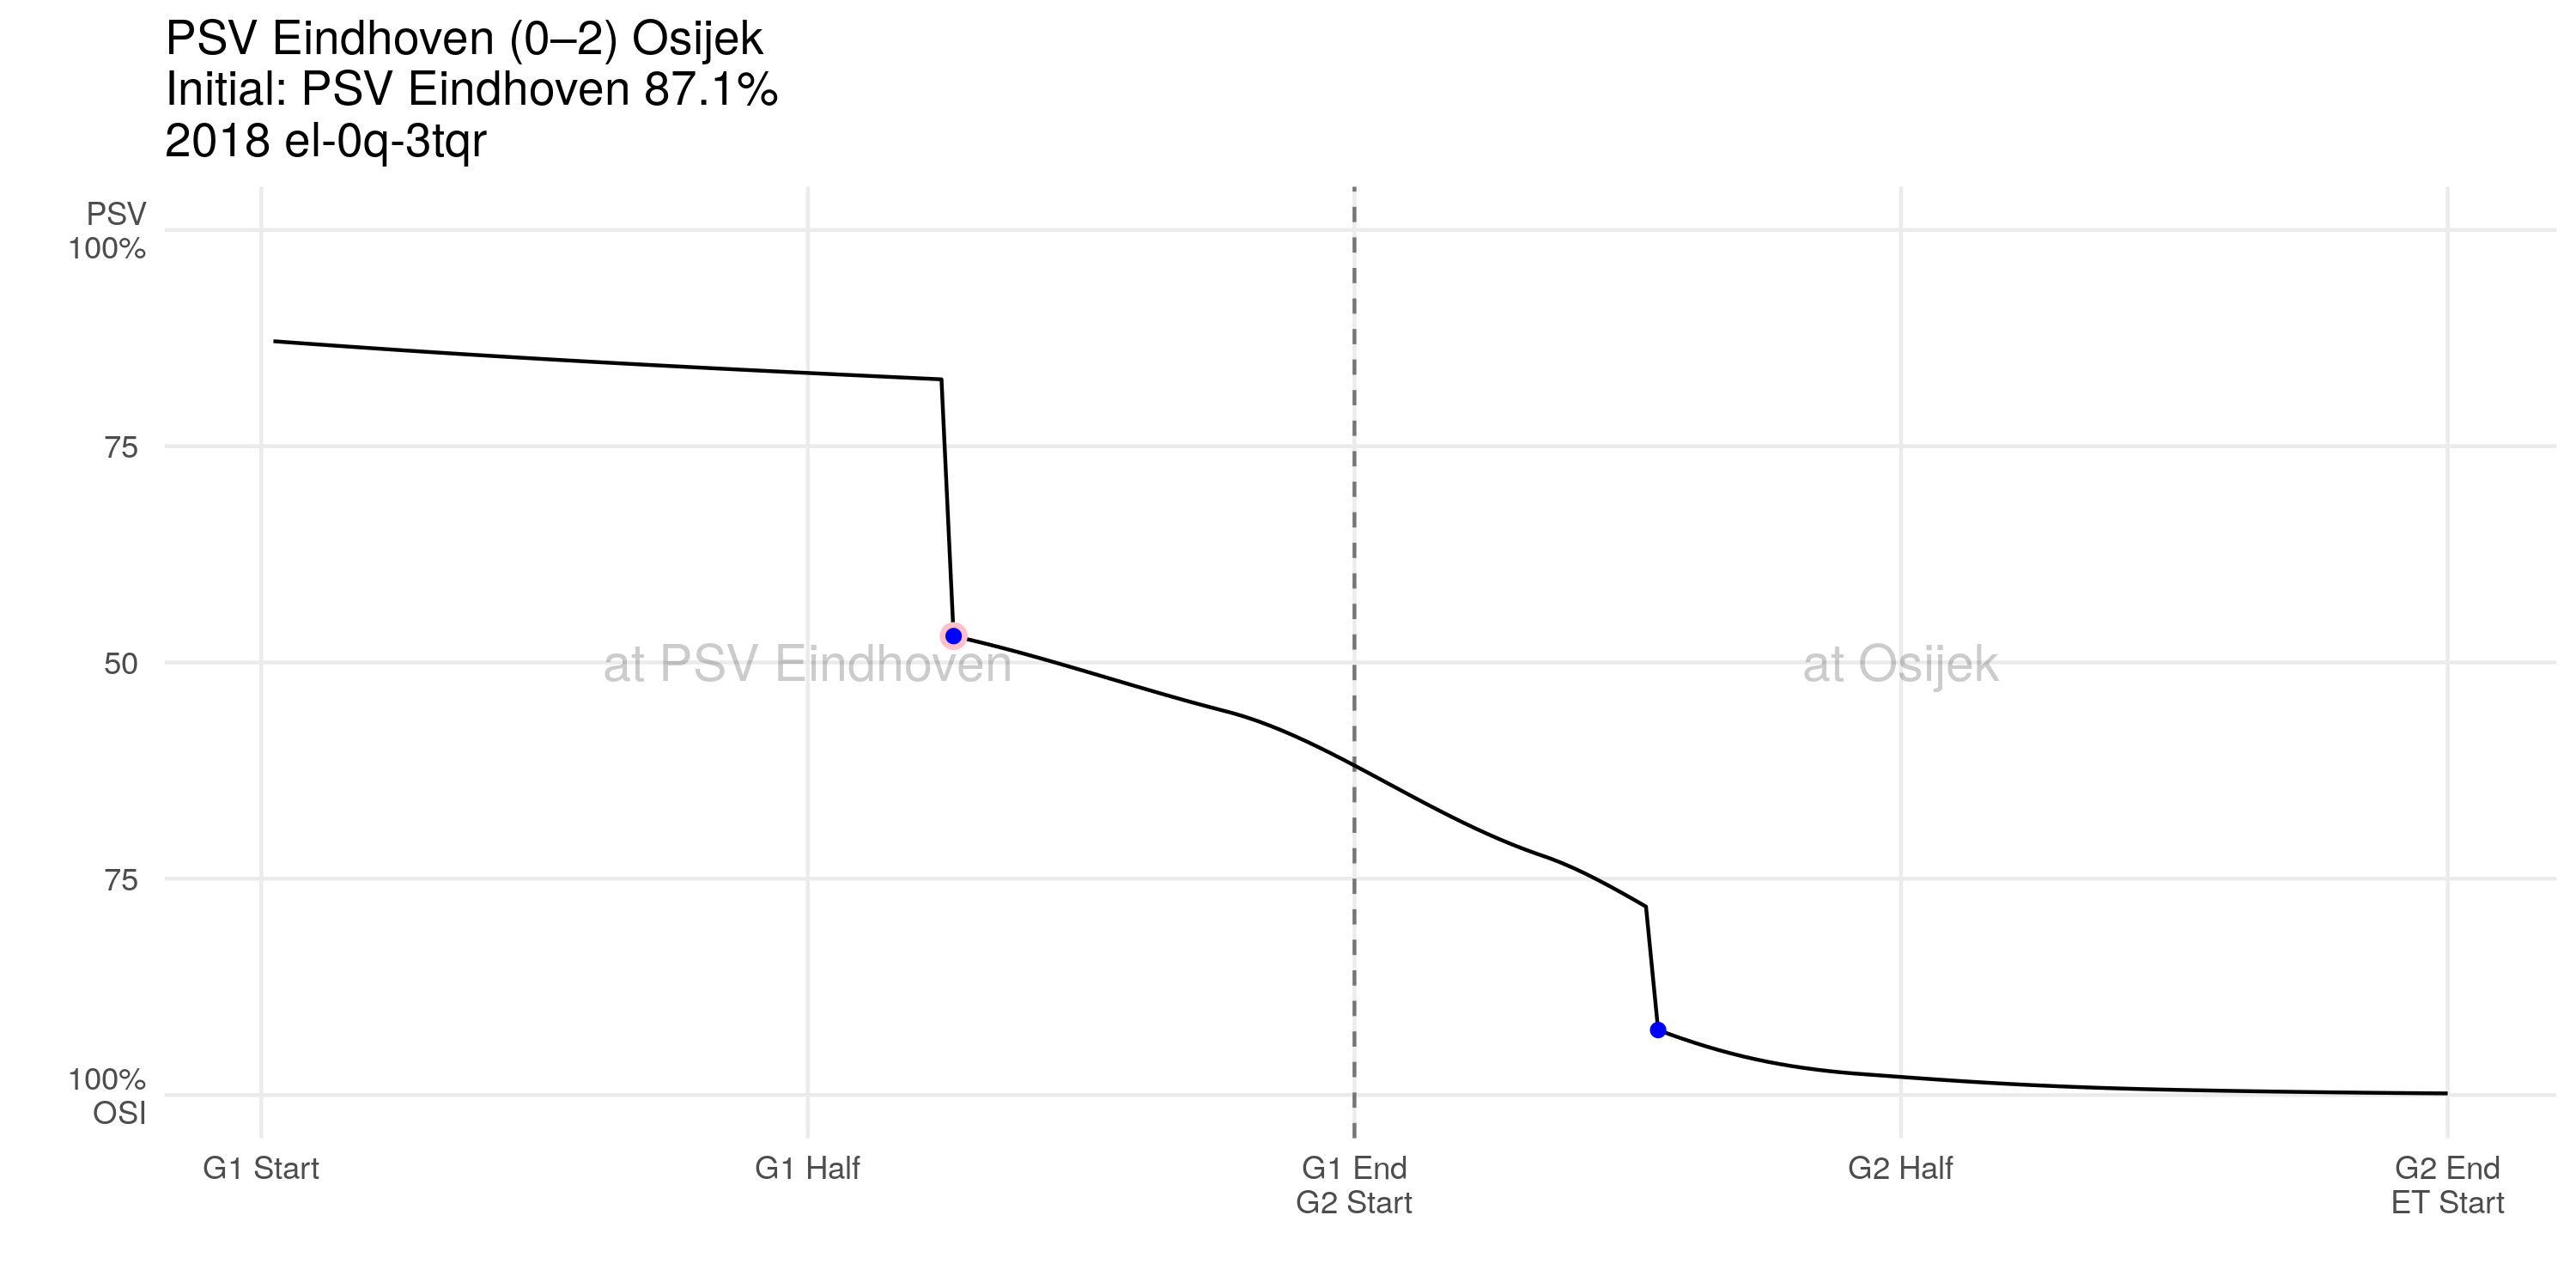 PSV Eindhoven (0–2) Osijek
Initial: PSV Eindhoven 87.1%
2018 el-0q-3tqr
PSV
100%
75
50
75
100%
OSI
at PSV Eindhoven
at Osijek
G1 Start
G1 Half
G1 End
G2 Start
G2 Half
G2 End
ET Start